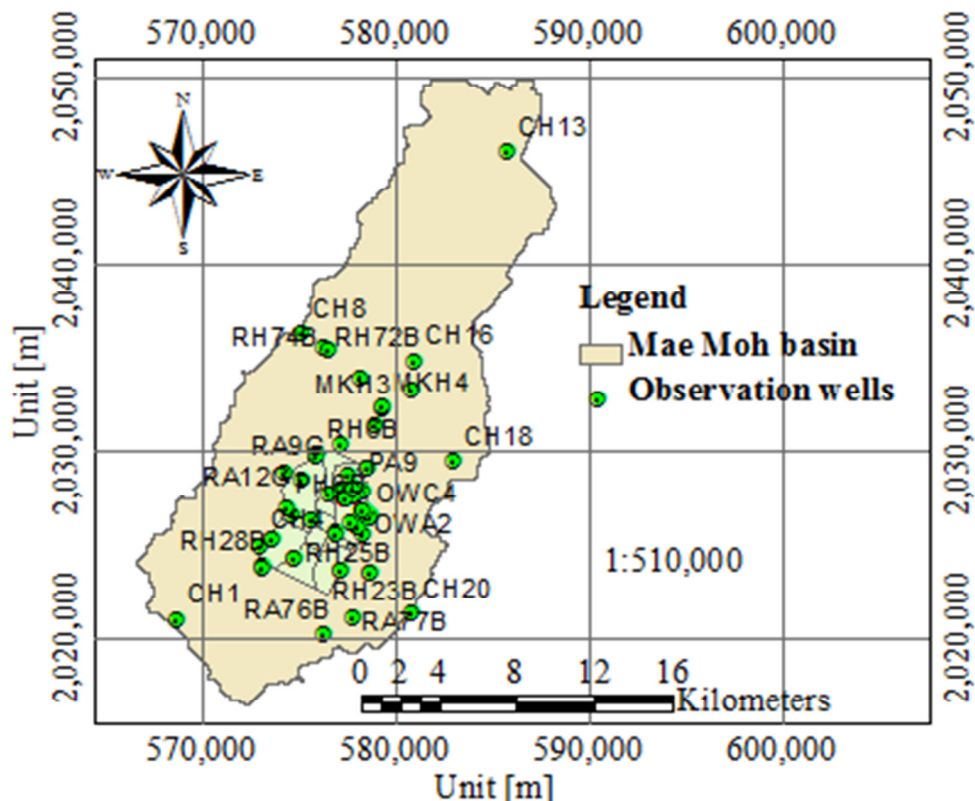 570,000 580,000 590,000 600,000
2,050,000 2,050,000
N
W E
S
CH13
2,040,000 2,040,000
Legend
Mae Moh basin
Observation wells
CH8
RH74B RH72B CH16
MKH3 MKH4
Unit [m]
2,030,000 2,030,000
RH6B
CH18
RA9G PA9
RA12G
OWC4
CH4 OWA2
RH28B RH25B
1:510,000
CH1 RH23B CH20
RA76B RA77B
2,020,000 2,020,000
0 2 4 8 12 16
Kilometers
570,000 580,000 590,000 600,000
Unit [m]